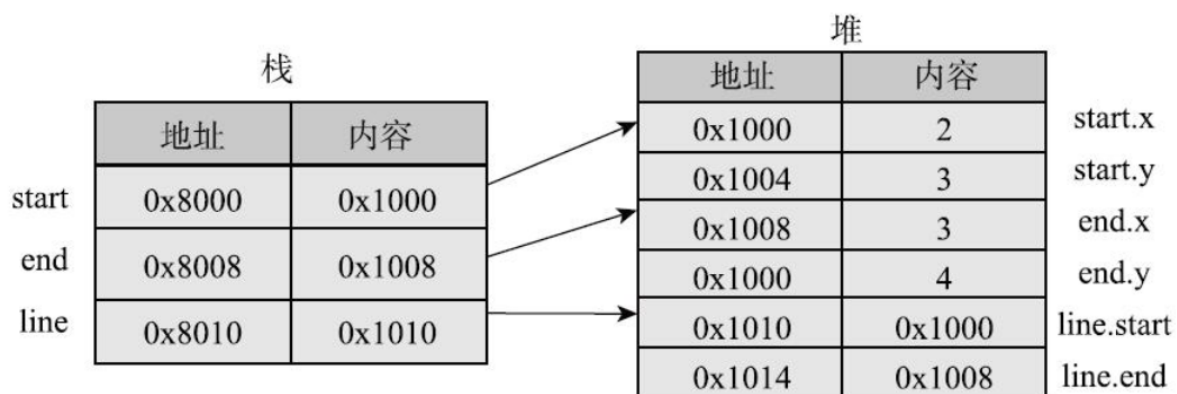 栈
地址 内容
start 0x8000 0x1000
end 0x8008 0x1008
line 0x8010 0x1010
堆
地址 内容
0x1000 2 start.x
0x1004 3 start.y
0x1008 3 end.x
0x1000 4 end.y
0x1010 0x1000 line.start
0x1014 0x1008 line.end